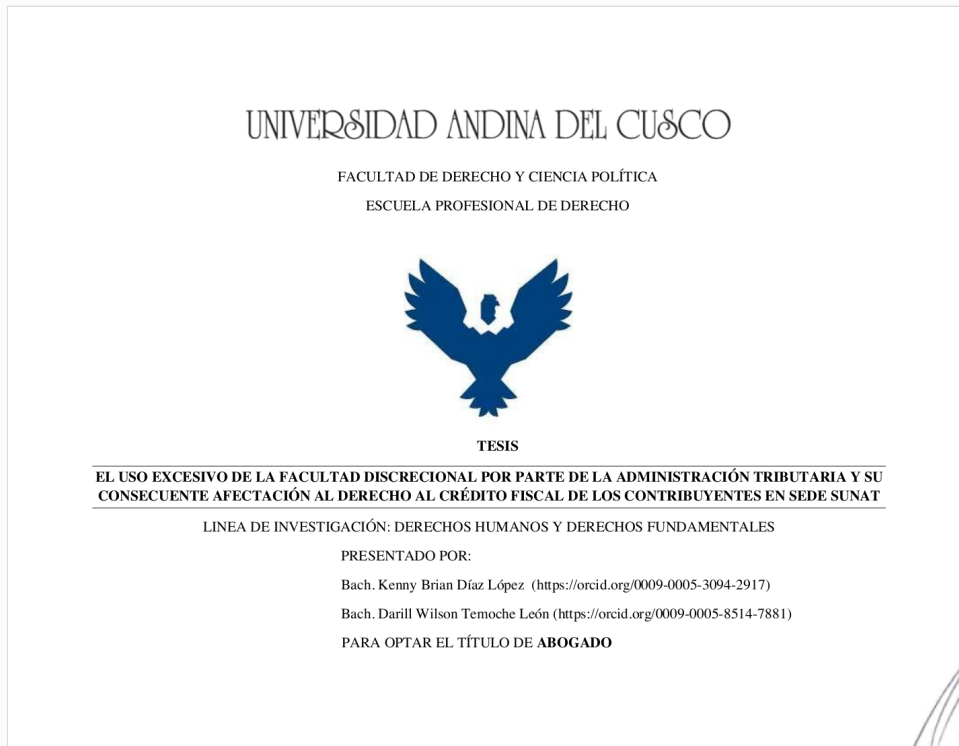 UNIVERSIDAD ANDINA DEL CUSCO
FACULTAD DE DERECHO Y CIENCIA POLÍTICA
ESCUELA PROFESIONAL DE DERECHO
TESIS
EL USO EXCESIVO DE LA FACULTAD DISCRECIONAL POR PARTE DE LA ADMINISTRACIÓN TRIBUTARIA Y SU
CONSECUENTE AFECTACIÓN AL DERECHO AL CRÉDITO FISCAL DE LOS CONTRIBUYENTES EN SEDE SUNAT
LINEA DE INVESTIGACIÓN: DERECHOS HUMANOS Y DERECHOS FUNDAMENTALES
PRESENTADO POR:
Bach. Kenny Brian Díaz López (https://orcid.org/0009-0005-3094-2917)
Bach. Darill Wilson Temoche León (https://orcid.org/0009-0005-8514-7881)
PARA OPTAR EL TÍTULO DE ABOGADO